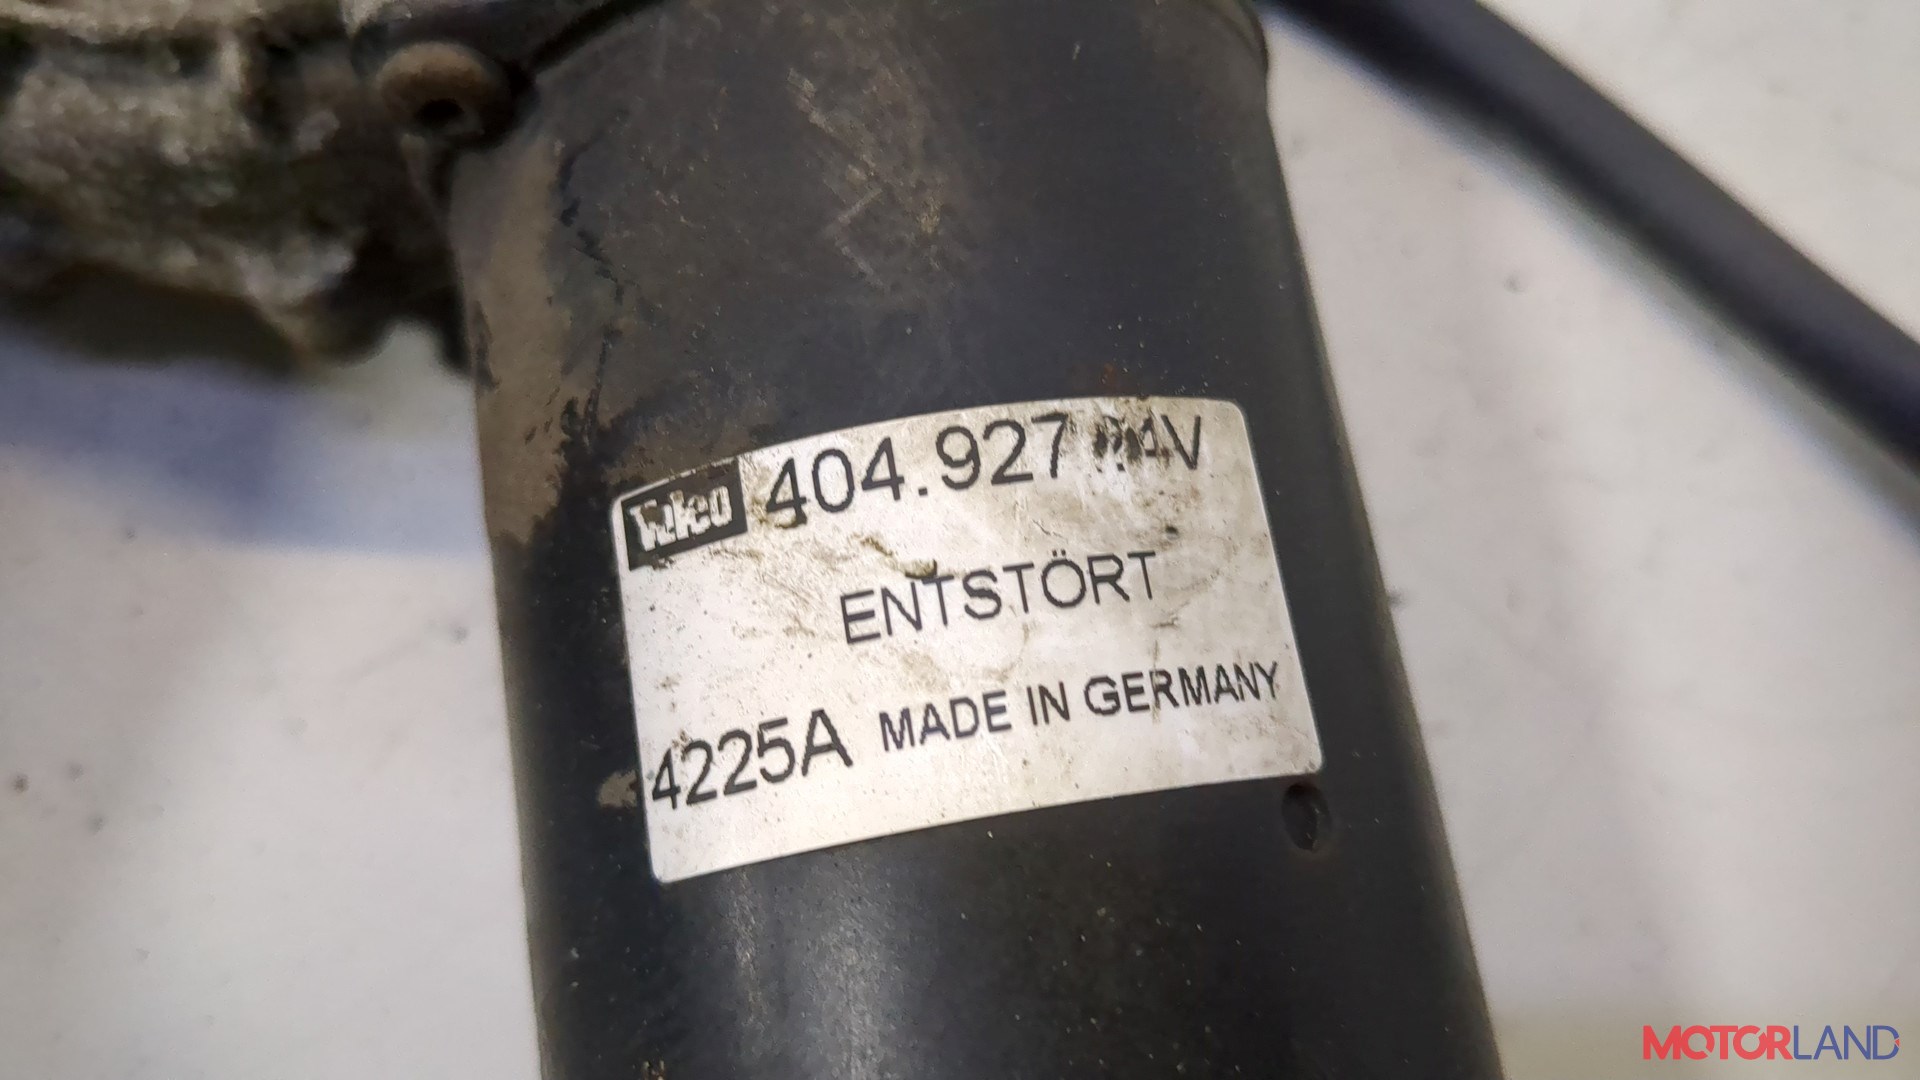 Valeo 404.927 24V
ENTSTÖRT
4225A MADE IN GERMANY
MOTORLAND